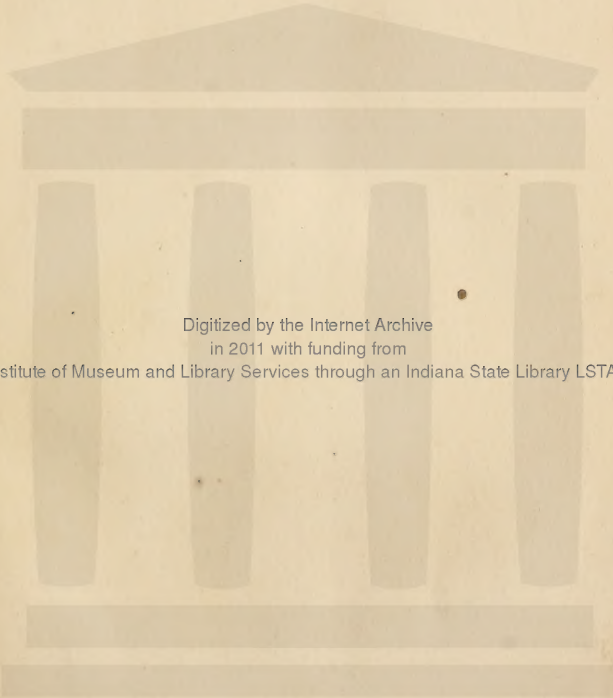 Digitized by the Internet Archive
in 2011 with funding from
stitute of Museum and Library Services through an Indiana State Library LSTA